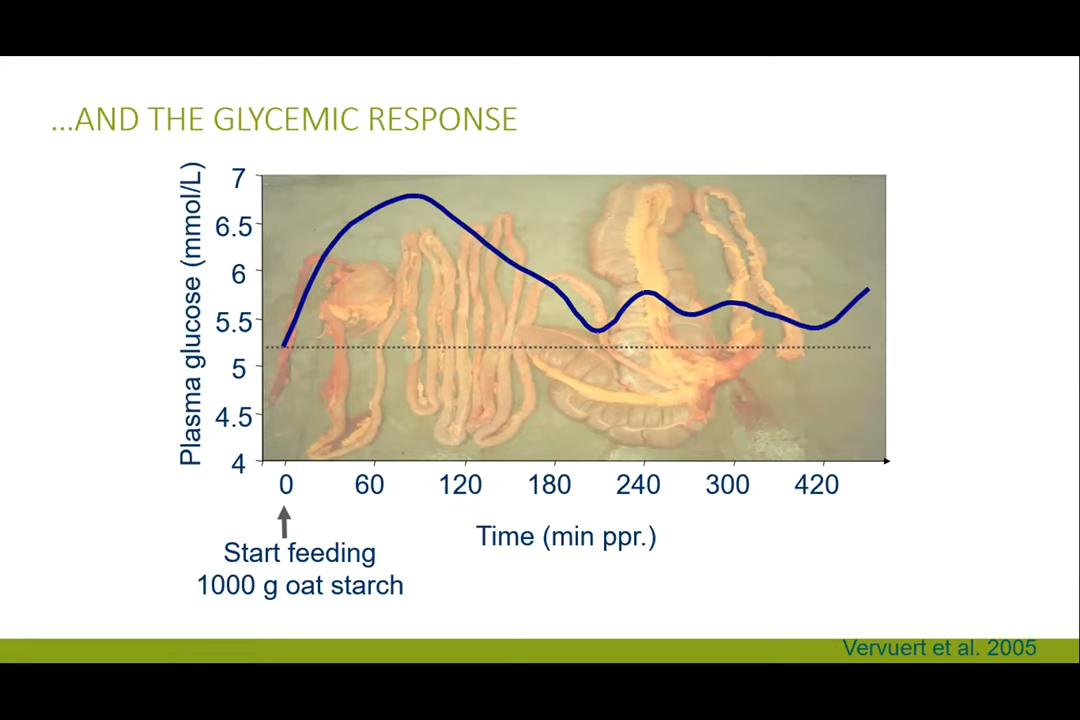 ...AND THE GLYCEMIC RESPONSE
Plasma glucose (mmol/L)
7
6.5
6
5.5
5
4.5
4
0 60 120 180 240 300 420
Time (min ppr.)
Start feeding
1000 g oat starch
Vervuert et al. 2005